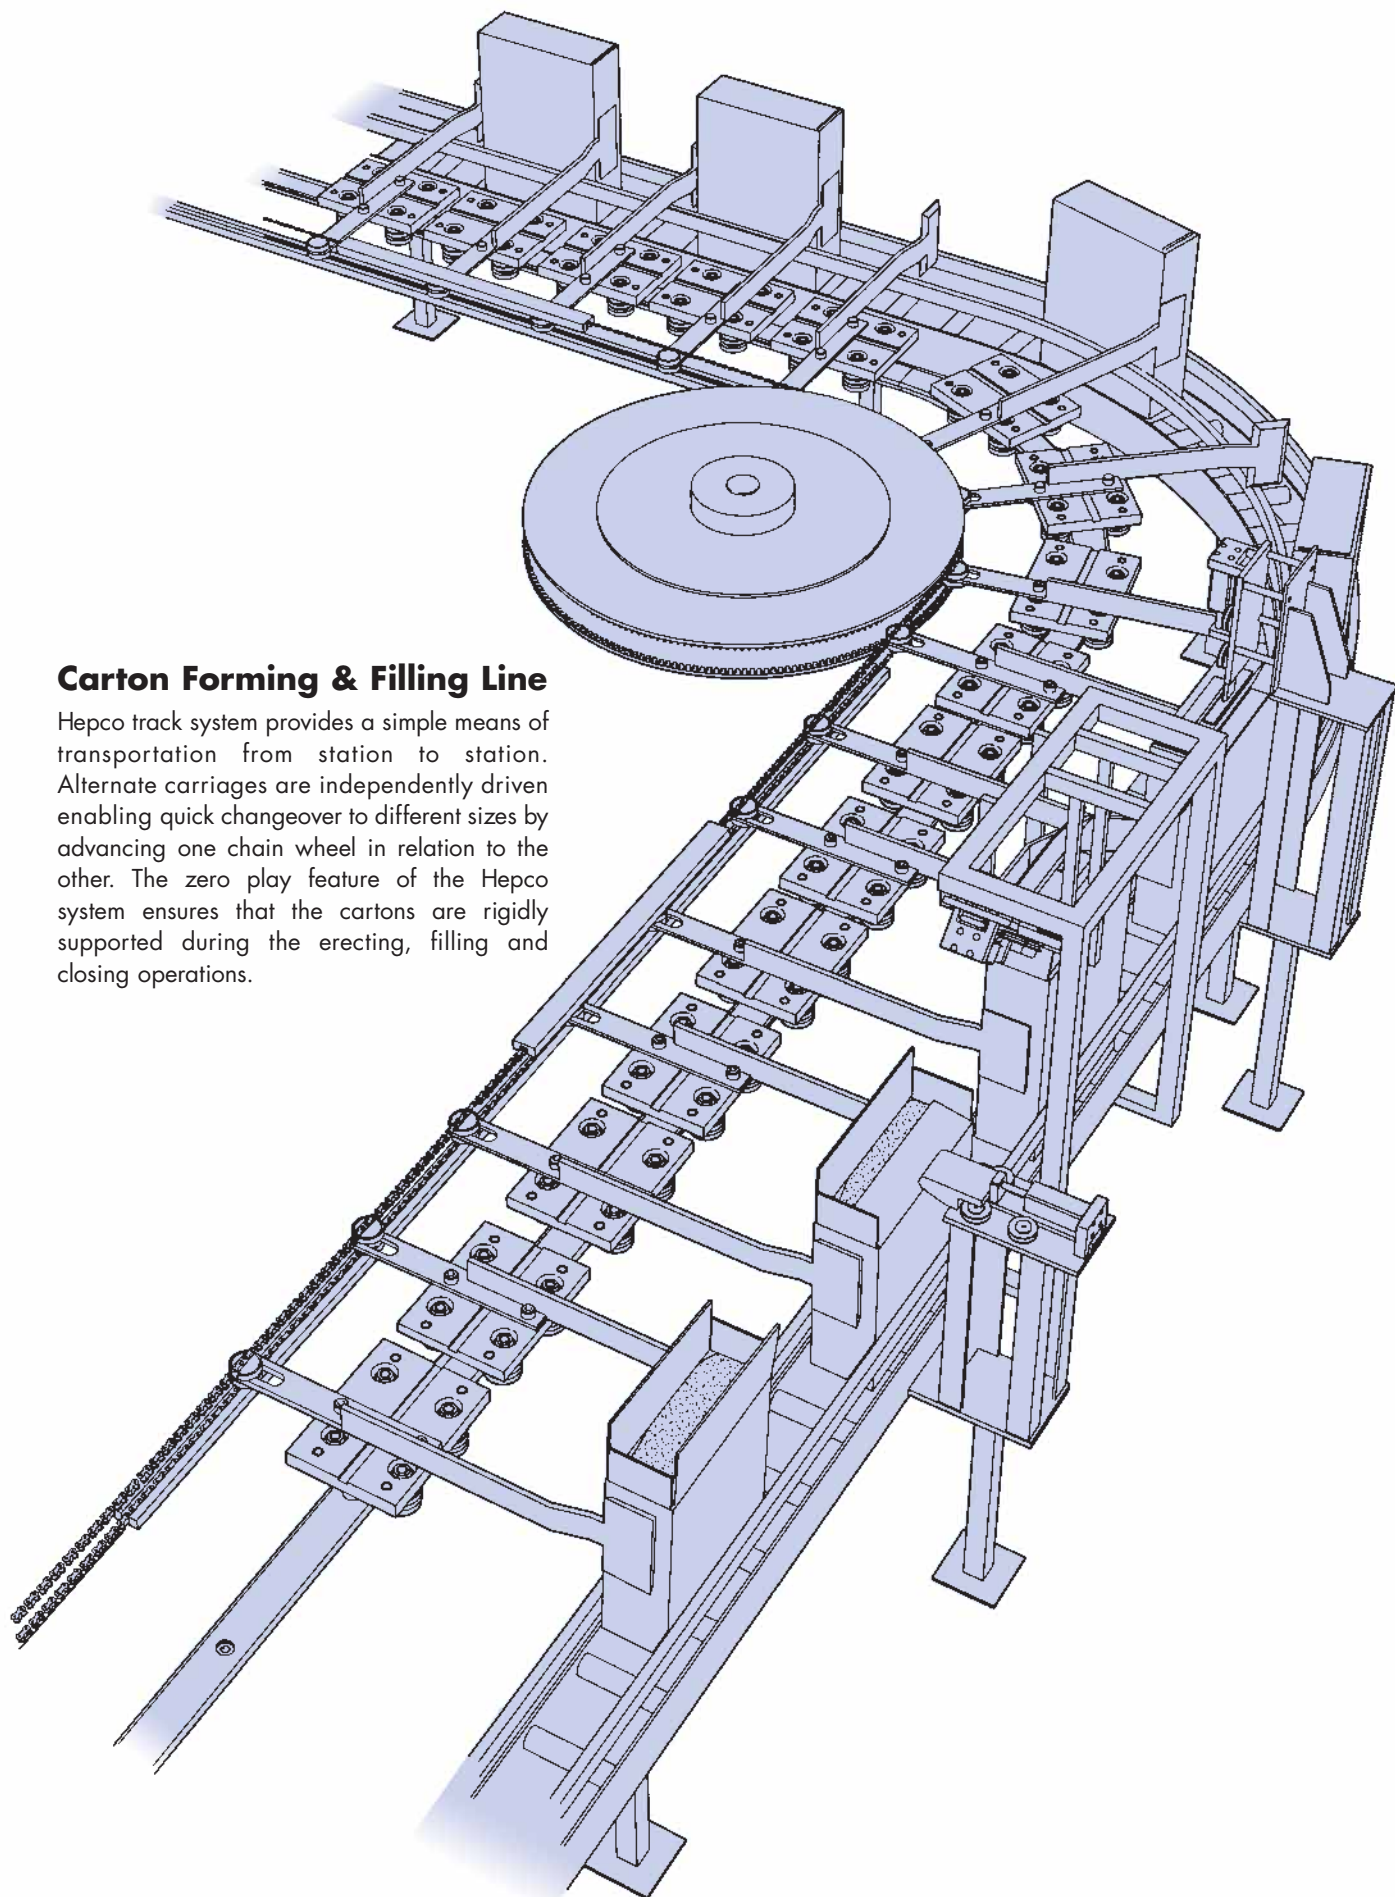 Carton Forming & Filling Line
Hepco track system provides a simple means of
transportation from station to station.
Alternate carriages are independently driven
enabling quick changeover to different sizes by
advancing one chain wheel in relation to the
other. The zero play feature of the Hepco
system ensures that the cartons are rigidly
supported during the erecting, filling and
closing operations.